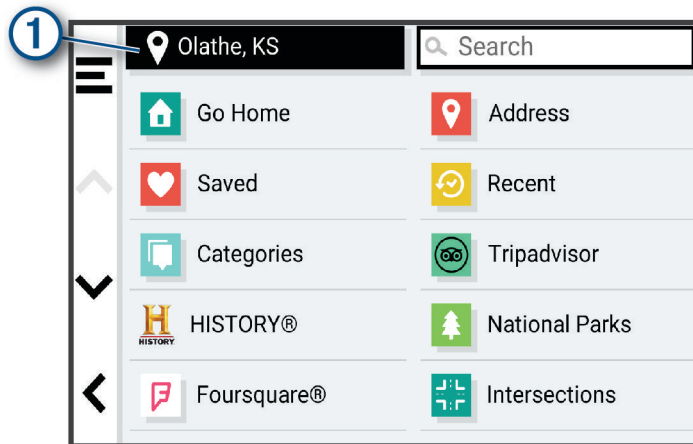 1
Olathe, KS
Search
Go Home
Address
Saved
Recent
Categories
Tripadvisor
HISTORY
HISTORY®
National Parks
Foursquare®
Intersections